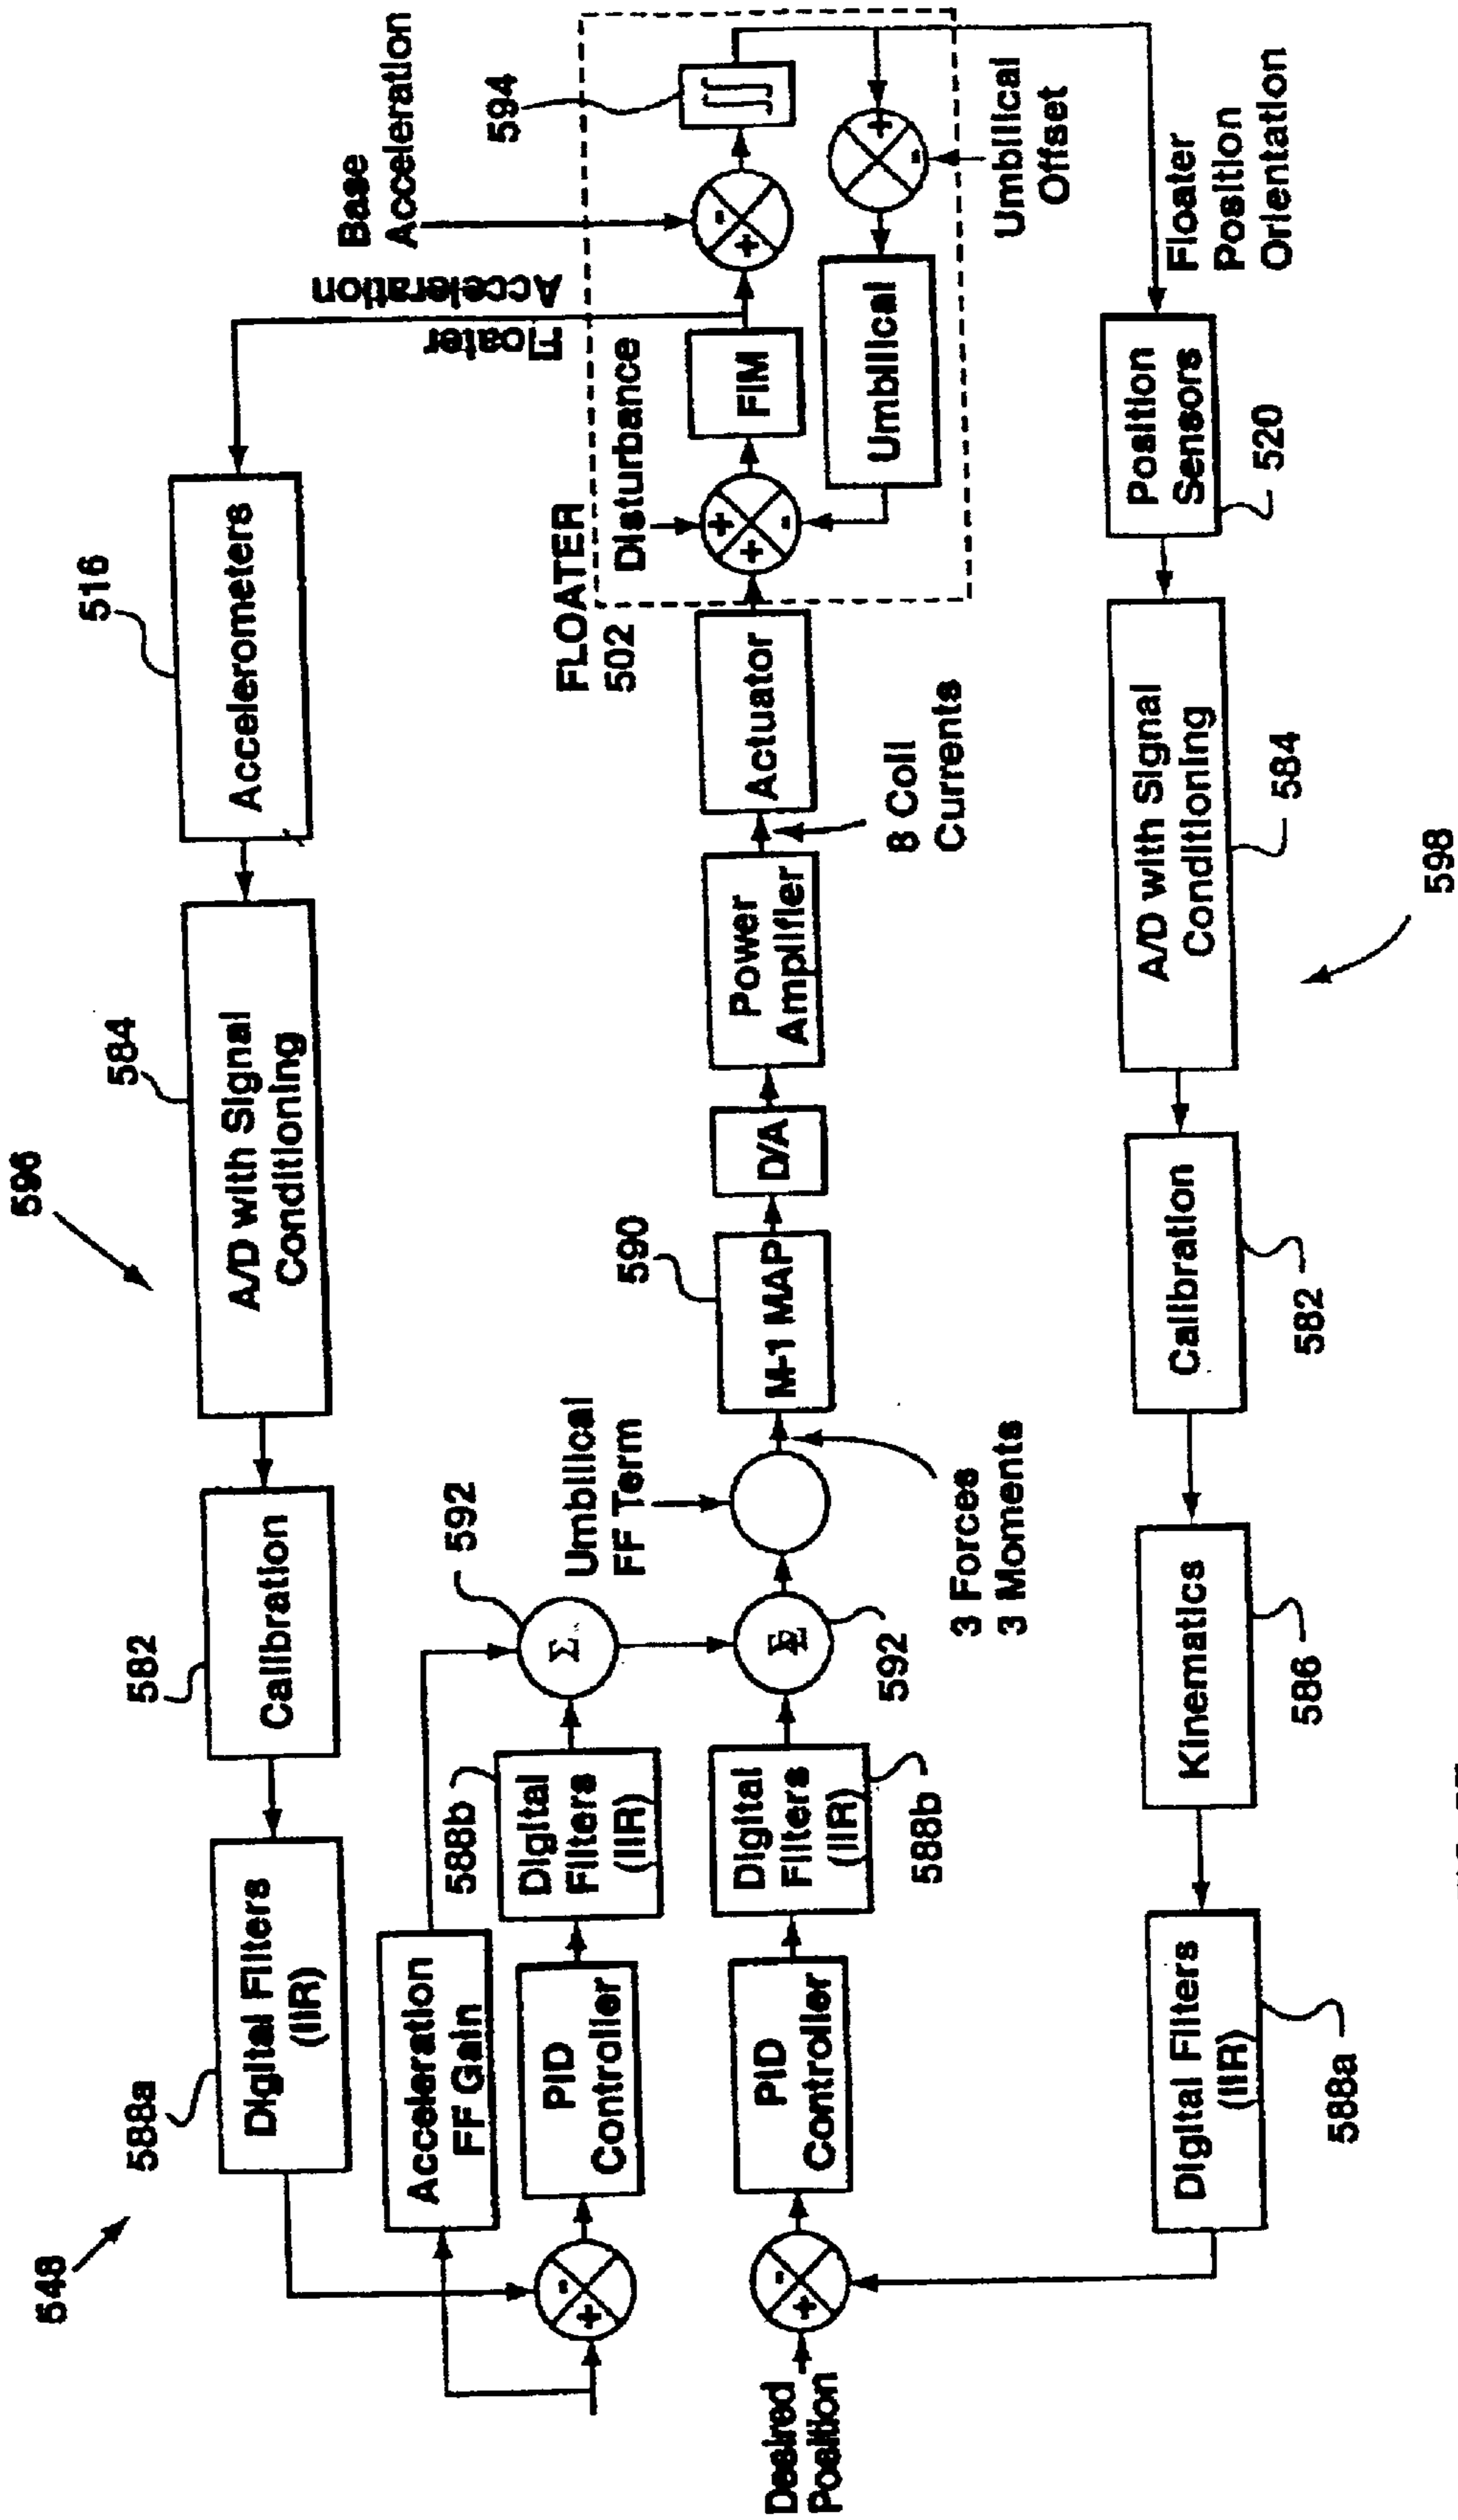 596
516
584
582
588a
Accelerometers
A/D with Signal
Conditioning
Calibration
Digital Filters
(IIR)
Acceleration
FF Gain
588b
592
Floater
Acceleration
Base
Acceleration
594
PID
Controller
Digital
Filters
(IIR)
Σ
Umbilical
FF Term
590
FLOATER
502
Disturbance
+
-
Desired
Position
+
-
PID
Controller
Digital
Filters
(IIR)
M-1 MAP
D/A
Power
Amplifier
Actuator
+
+
-
FIM
+
-
∫∫
588b
592
3 Forces
3 Moments
8 Coil
Currents
Umbilical
+
-
Umbilical
Offset
Floater
Position
Orientation
Digital Filters
(IIR)
Kinematics
Calibration
A/D with Signal
Conditioning
Position
Sensors
588a
586
582
584
520
598